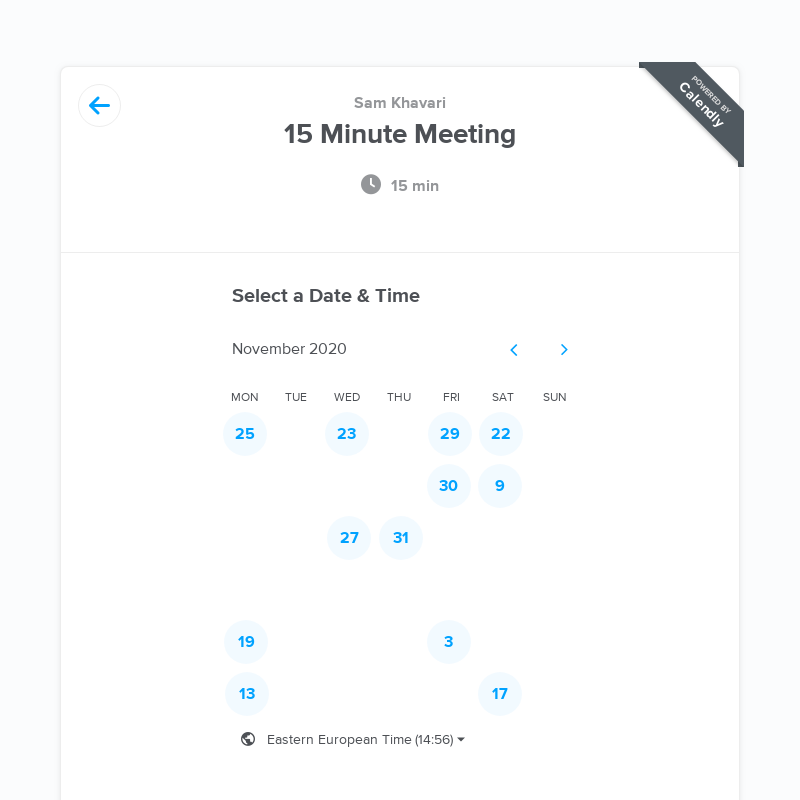 POWERED BY
Calendly
Sam Khavari
15 Minute Meeting
15 min
Select a Date & Time
November 2020
MON TUE WED THU FRI SAT SUN
25 23 29 22
30 9
27 31
19 3
13 17
Eastern European Time (14:56)